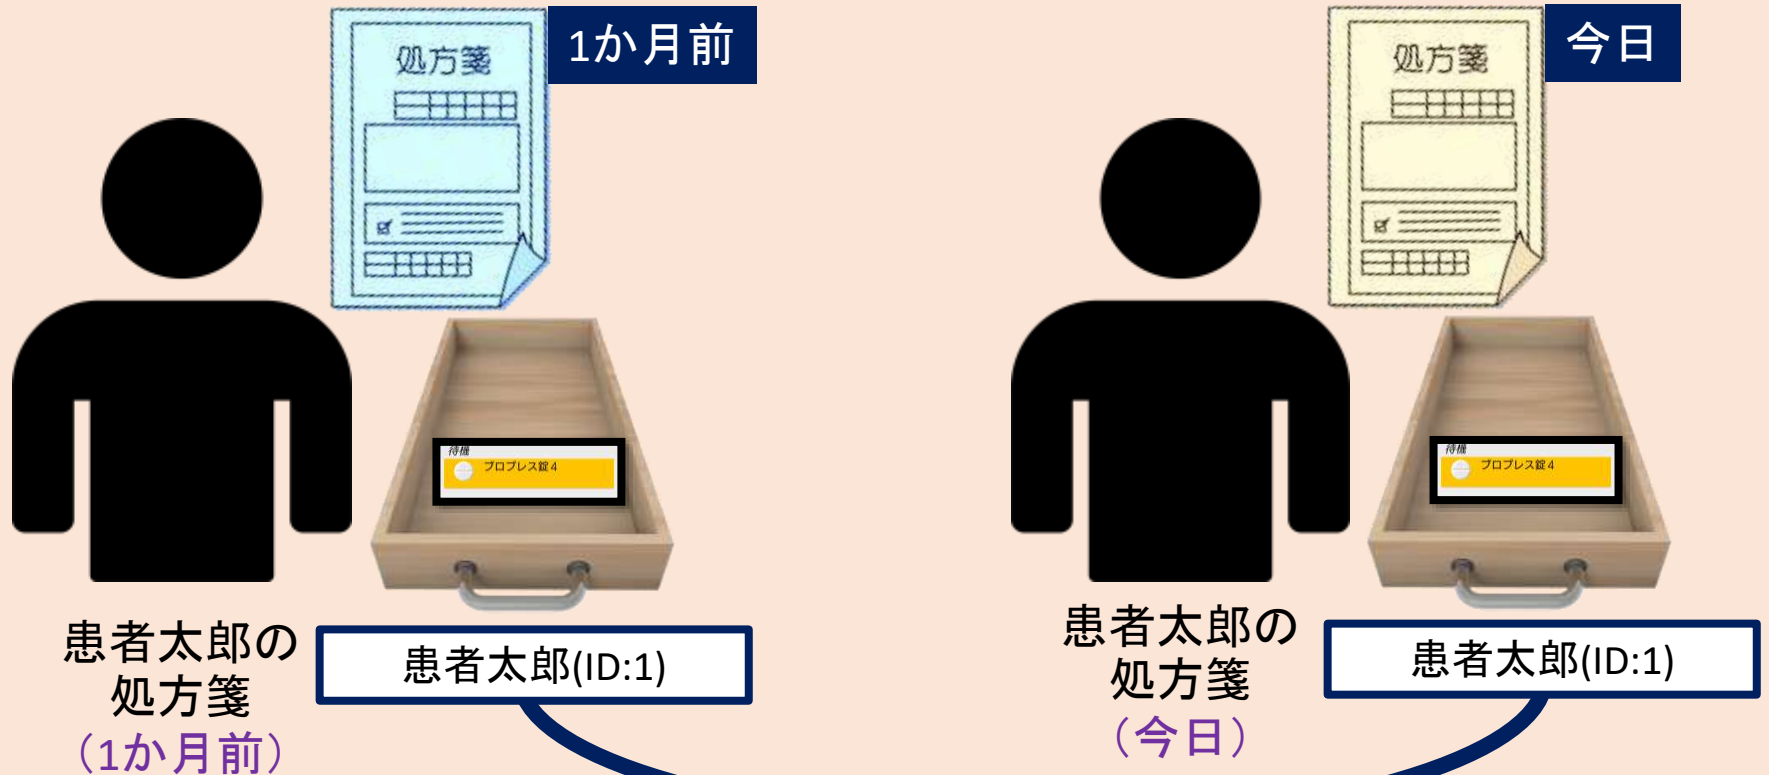 1か月前
処方箋
待機
ブロプレス錠4
患者太郎の
処方箋
（1か月前）
患者太郎(ID:1)
今日
処方箋
待機
ブロプレス錠4
患者太郎の
処方箋
（今日）
患者太郎(ID:1)